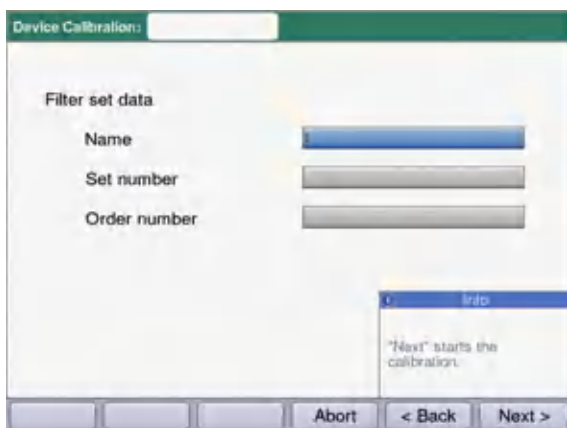 Device Calibration:
Filter set data
Name
Set number
Order number
Info
"Next" starts the
calibration.
Abort
< Back
Next >